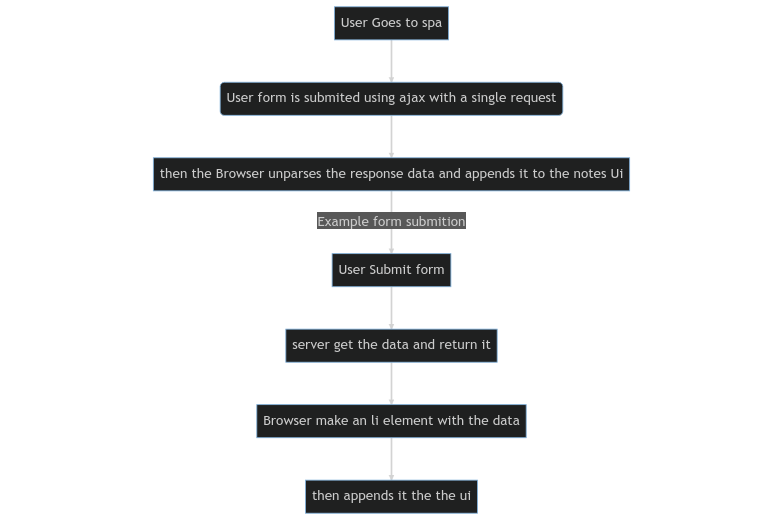 User Goes to spa
User form is submited using ajax with a single request
then the Browser unparses the response data and appends it to the notes Ui
Example form submition
User Submit form
server get the data and return it
Browser make an li element with the data
then appends it the the ui